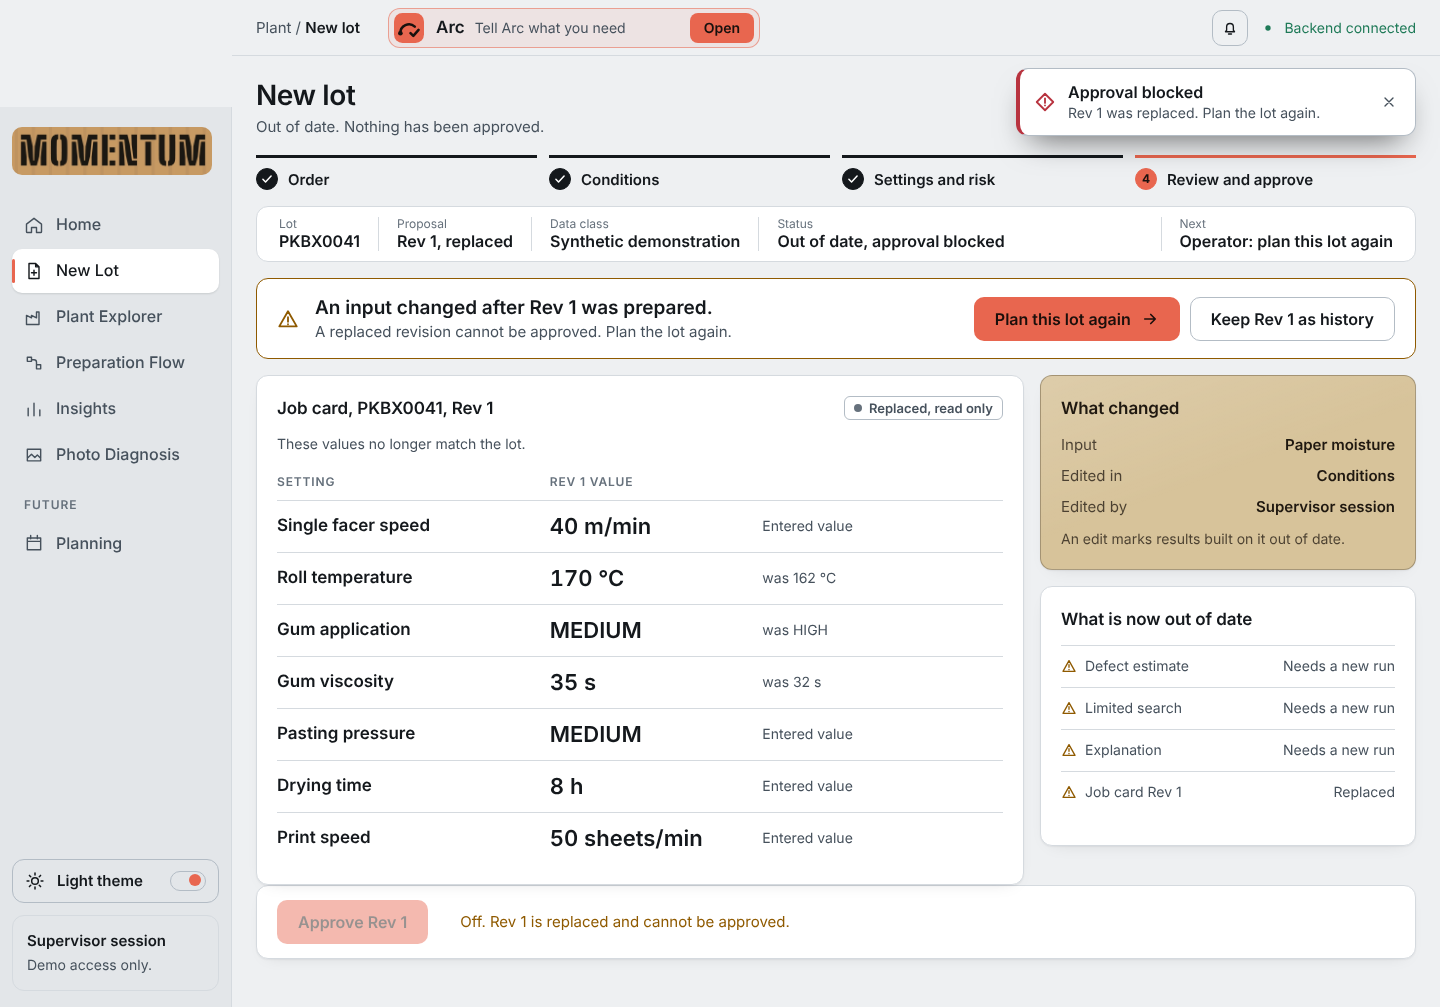 Plant / New lot
Arc Tell Arc what you need Open
Backend connected
MOMENTUM
Home
New Lot
Plant Explorer
Preparation Flow
Insights
Photo Diagnosis
FUTURE
Planning
Light theme
Supervisor session
Demo access only.
New lot
Out of date. Nothing has been approved.
Approval blocked
Rev 1 was replaced. Plan the lot again.
Order
Conditions
Settings and risk
4 Review and approve
Lot
PKBX0041
Proposal
Rev 1, replaced
Data class
Synthetic demonstration
Status
Out of date, approval blocked
Next
Operator: plan this lot again
An input changed after Rev 1 was prepared.
A replaced revision cannot be approved. Plan the lot again.
Plan this lot again
Keep Rev 1 as history
Job card, PKBX0041, Rev 1
Replaced, read only
These values no longer match the lot.
SETTING REV 1 VALUE
Single facer speed 40 m/min Entered value
Roll temperature 170 °C was 162 °C
Gum application MEDIUM was HIGH
Gum viscosity 35 s was 32 s
Pasting pressure MEDIUM Entered value
Drying time 8 h Entered value
Print speed 50 sheets/min Entered value
What changed
Input Paper moisture
Edited in Conditions
Edited by Supervisor session
An edit marks results built on it out of date.
What is now out of date
Defect estimate Needs a new run
Limited search Needs a new run
Explanation Needs a new run
Job card Rev 1 Replaced
Approve Rev 1
Off. Rev 1 is replaced and cannot be approved.